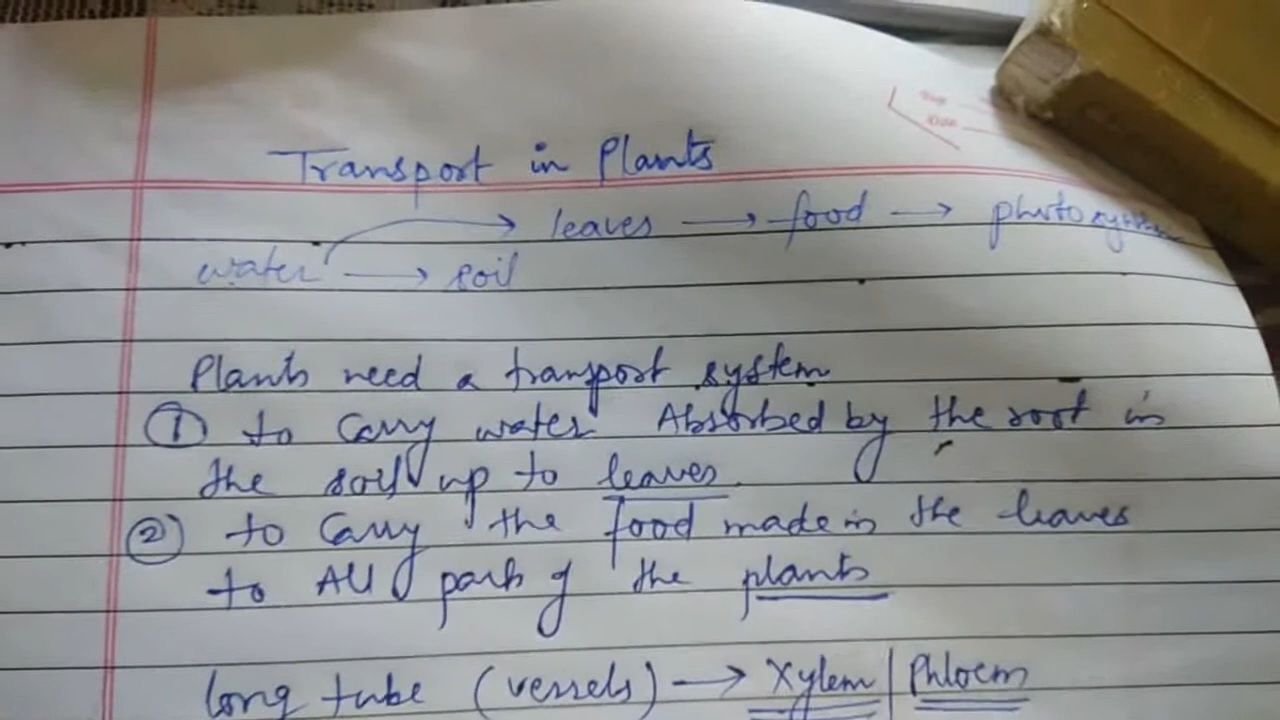 Transport in Plants
leaves → food → photosynthes
water → soil
Plants need a transport system
① to carry water Absorbed by the root in
the soil up to leaves.
② to carry the food made in the leaves
to All parts of the plants
long tube (vessels) → Xylem | Phloem